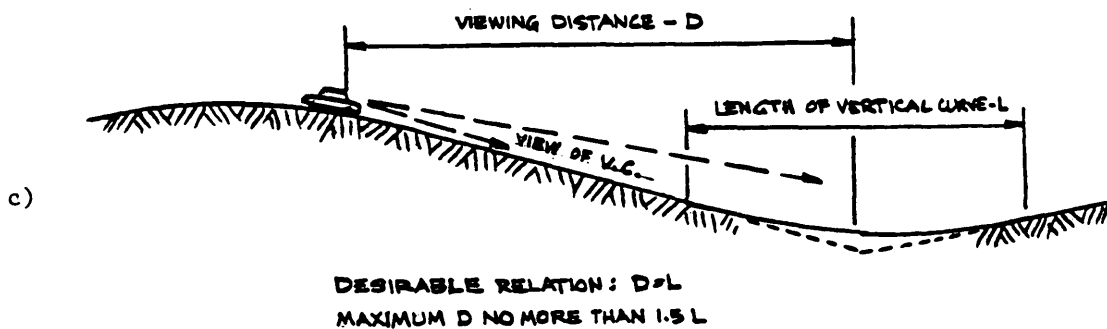 VIEWING DISTANCE - D
LENGTH OF VERTICAL CURVE-L
VIEW OF V.C.
c)
DESIRABLE RELATION: D=L
MAXIMUM D NO MORE THAN 1.5 L